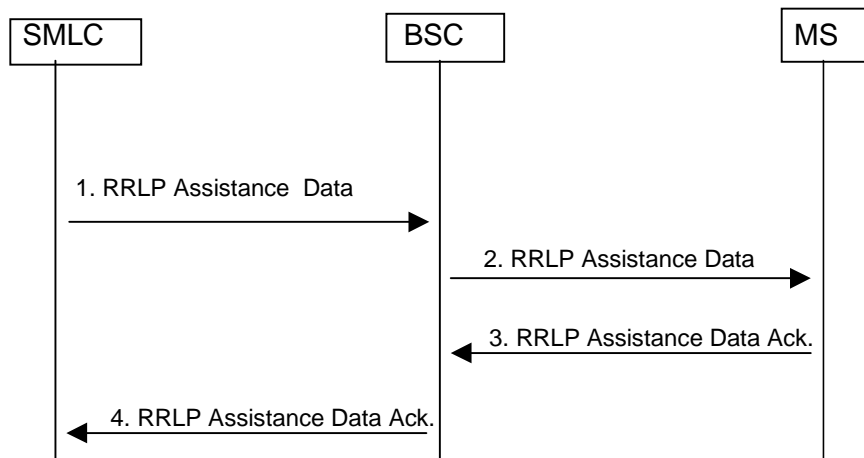 SMLC
BSC
MS
1. RRLP Assistance Data
2. RRLP Assistance Data
3. RRLP Assistance Data Ack.
4. RRLP Assistance Data Ack.